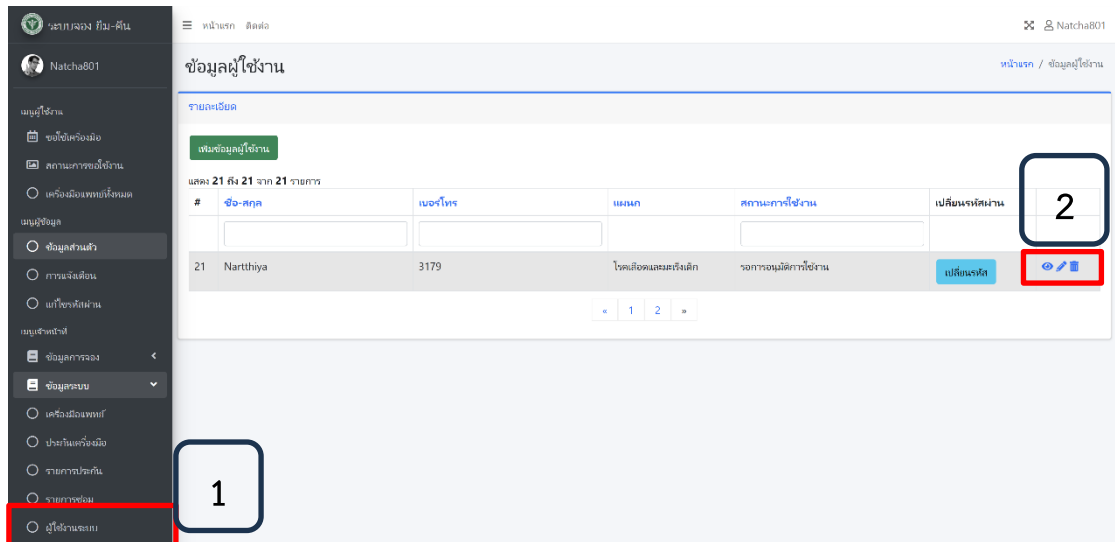 ระบบจอง ยืม-คืน
หน้าแรก ติดต่อ
Natcha801
Natcha801
ข้อมูลผู้ใช้งาน
หน้าแรก / ข้อมูลผู้ใช้งาน
เมนูผู้ใช้งาน
ขอใช้เครื่องมือ
สถานะการขอใช้งาน
เครื่องมือแพทย์ทั้งหมด
เมนูผู้ข้อมูล
ข้อมูลส่วนตัว
การแจ้งเตือน
แก้ไขรหัสผ่าน
เมนูเจ้าหน้าที่
ข้อมูลการจอง
ข้อมูลระบบ
เครื่องมือแพทย์
ประกันเครื่องมือ
รายการประกัน
รายการซ่อม
ผู้ใช้งานระบบ
1
รายละเอียด
เพิ่มข้อมูลผู้ใช้งาน
แสดง 21 ถึง 21 จาก 21 รายการ
# ชื่อ-สกุล เบอร์โทร แผนก สถานะการใช้งาน เปลี่ยนรหัสผ่าน
2
21 Nartthiya 3179 โรคเลือดและมะเร็งเด็ก รอการอนุมัติการใช้งาน เปลี่ยนรหัส
« 1 2 »